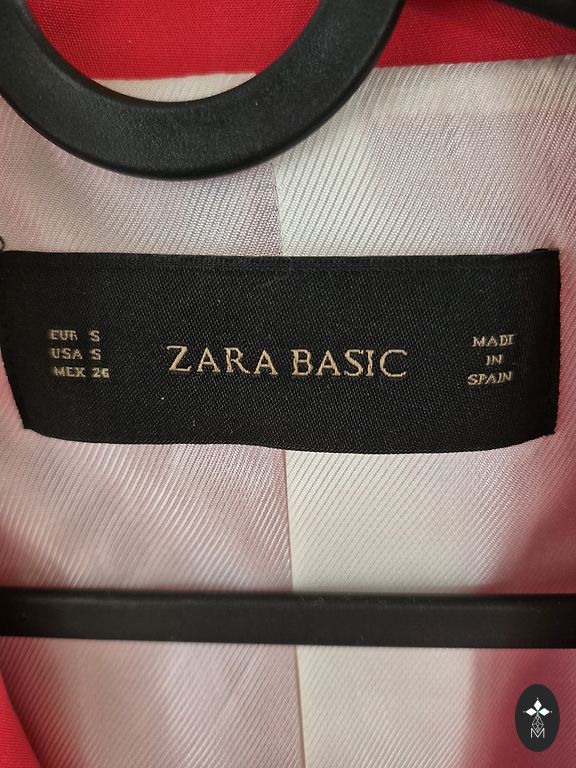 EUR S
USA S
MEX 26
ZARA BASIC
MADE
IN
SPAIN
M